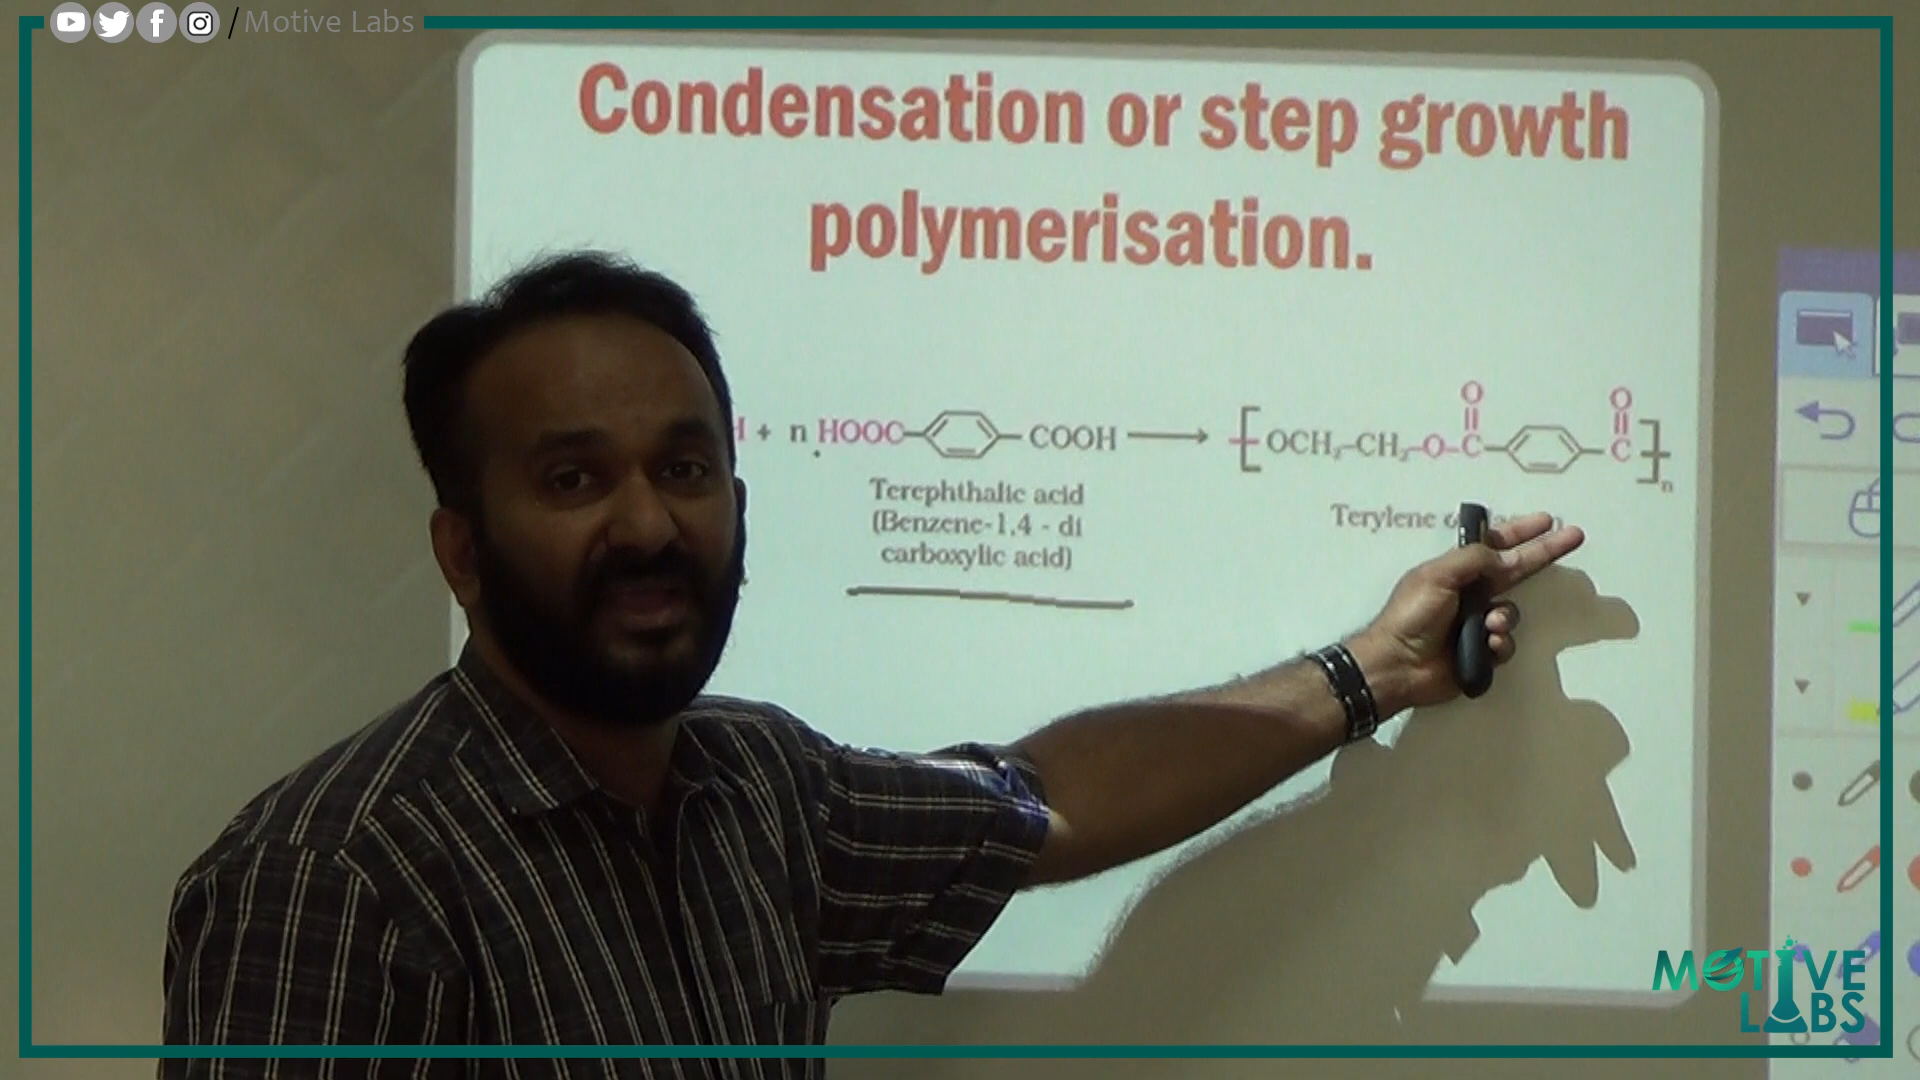 / Motive Labs
Condensation or step growth
polymerisation.
+ n HOOC COOH
OCH₂-CH₂-O-C C
O O
n
Terephthalic acid
(Benzene-1,4 - di
carboxylic acid)
Terylene
MOTIVE
LABS